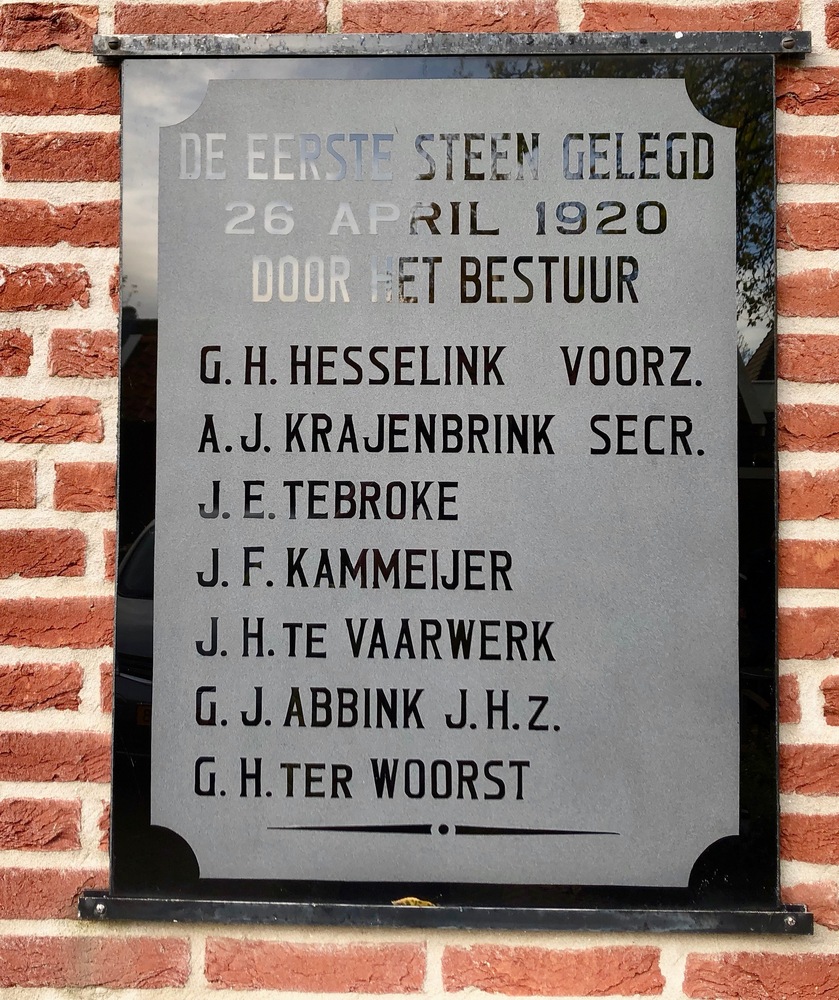 DE EERSTE STEEN GELEGD
26 APRIL 1920
DOOR HET BESTUUR
G. H. HESSELINK VOORZ.
A. J. KRAJENBRINK SECR.
J. E. TEBROKE
J. F. KAMMEIJER
J. H. TE VAARWERK
G. J. ABBINK J. H. Z.
G. H. TER WOORST